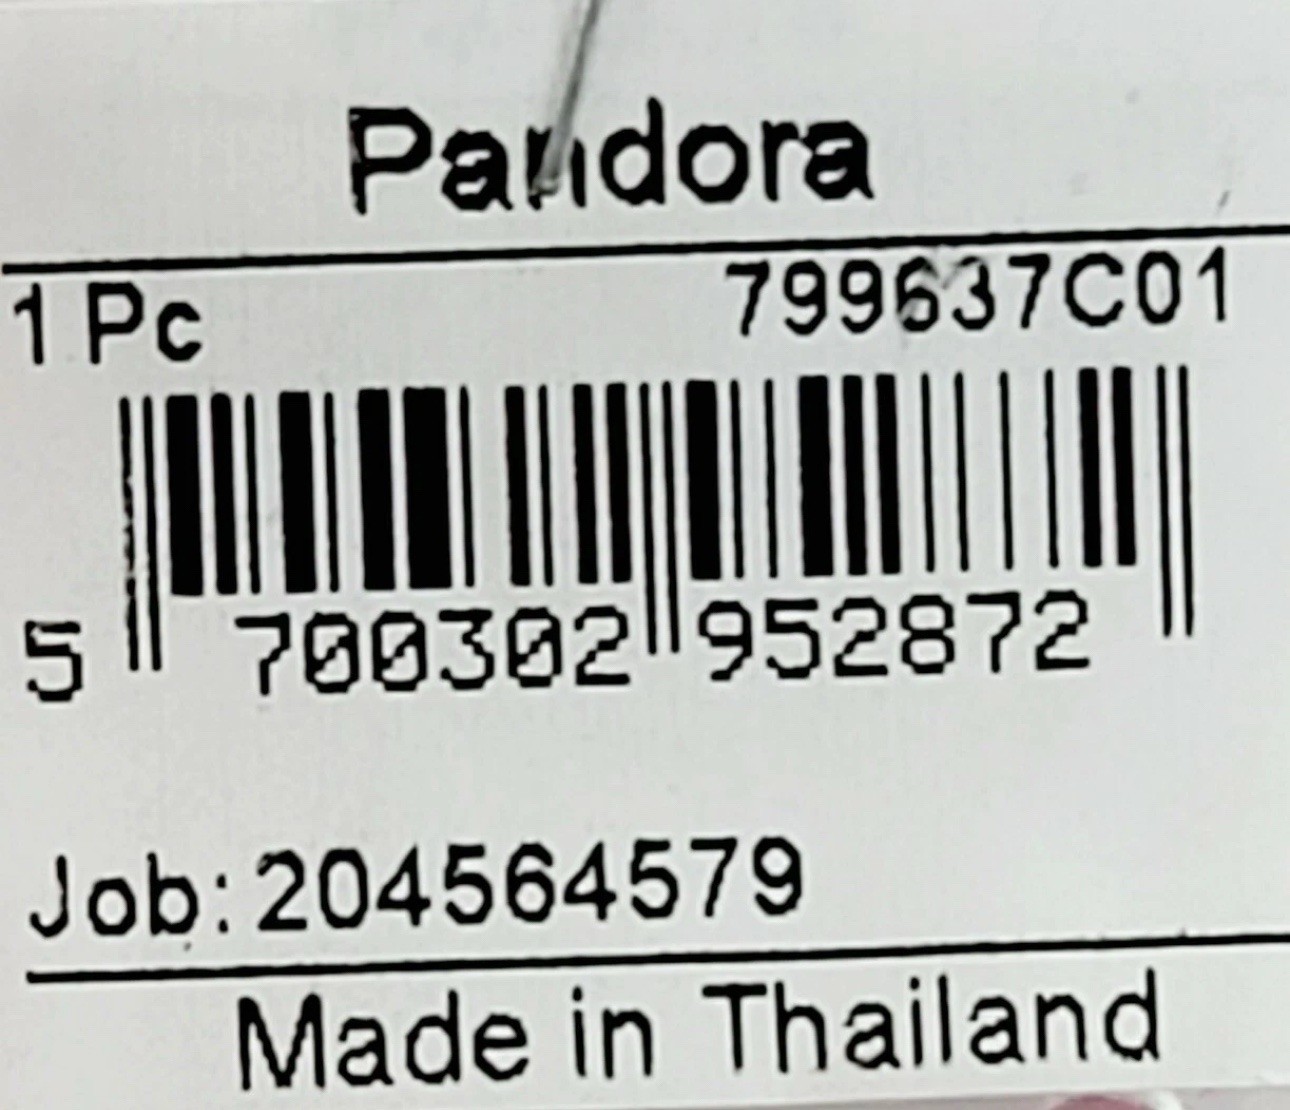 Pandora
1 Pc 799637C01
5 700302 952872
Job: 204564579
Made in Thailand